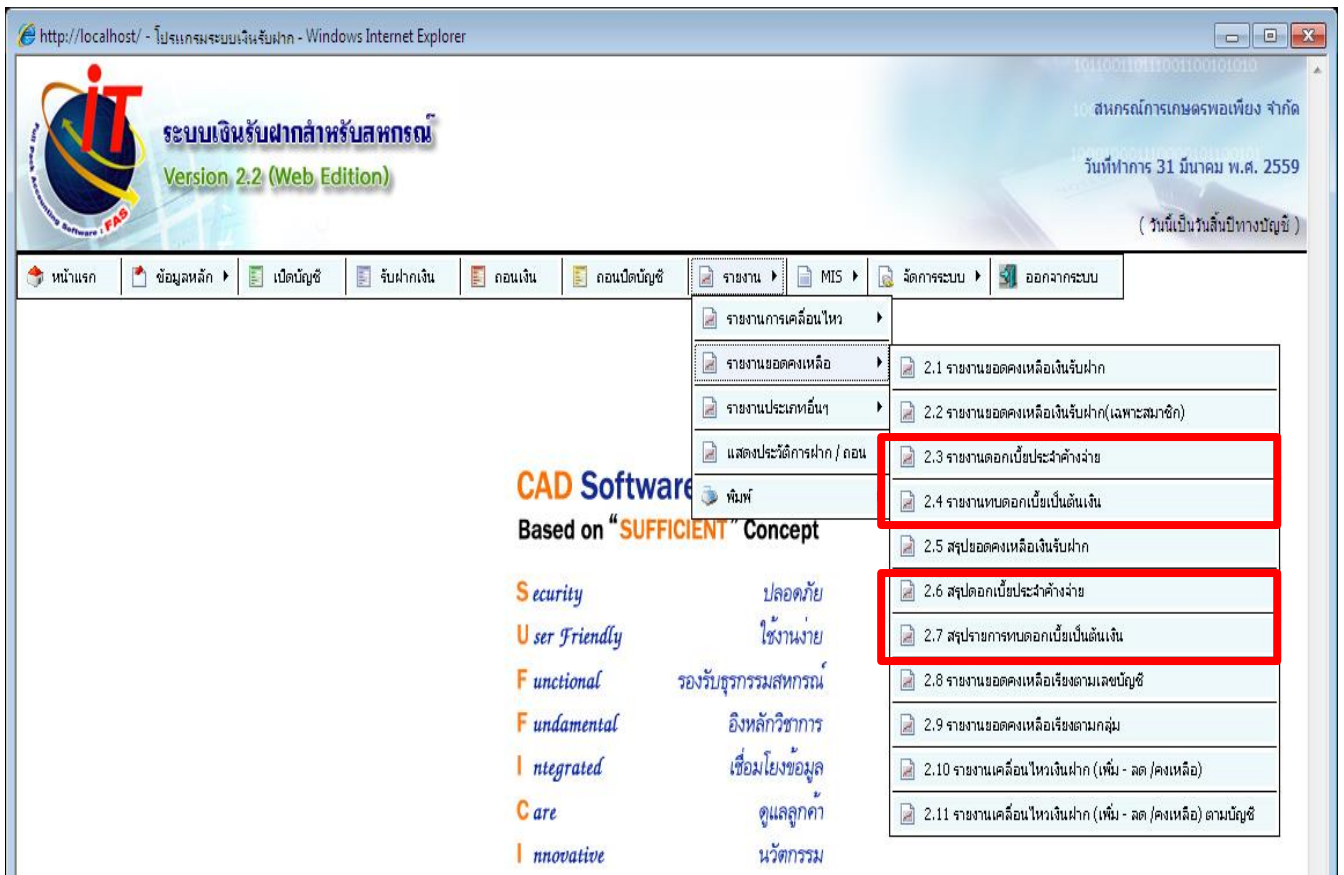 http://localhost/ - โปรแกรมระบบเงินรับฝาก - Windows Internet Explorer
iT
Full Pack Accounting Software : FAS
ระบบเงินรับฝากสำหรับสหกรณ์
Version 2.2 (Web Edition)
สหกรณ์การเกษตรพอเพียง จำกัด
วันที่ทำการ 31 มีนาคม พ.ศ. 2559
( วันนี้เป็นวันสิ้นปีทางบัญชี )
หน้าแรก ข้อมูลหลัก เปิดบัญชี รับฝากเงิน ถอนเงิน ถอนปิดบัญชี รายงาน MIS จัดการระบบ ออกจากระบบ
รายงานการเคลื่อนไหว
รายงานยอดคงเหลือ
รายงานประเภทอื่นๆ
แสดงประวัติการฝาก / ถอน
พิมพ์
2.1 รายงานยอดคงเหลือเงินรับฝาก
2.2 รายงานยอดคงเหลือเงินรับฝาก(เฉพาะสมาชิก)
2.3 รายงานดอกเบี้ยประจำค้างจ่าย
2.4 รายงานทบดอกเบี้ยเป็นต้นเงิน
2.5 สรุปยอดคงเหลือเงินรับฝาก
2.6 สรุปดอกเบี้ยประจำค้างจ่าย
2.7 สรุปรายการทบดอกเบี้ยเป็นต้นเงิน
2.8 รายงานยอดคงเหลือเรียงตามเลขบัญชี
2.9 รายงานยอดคงเหลือเรียงตามกลุ่ม
2.10 รายงานเคลื่อนไหวเงินฝาก (เพิ่ม - ลด /คงเหลือ)
2.11 รายงานเคลื่อนไหวเงินฝาก (เพิ่ม - ลด /คงเหลือ) ตามบัญชี
CAD Software
Based on "SUFFICIENT" Concept
Security ปลอดภัย
User Friendly ใช้งานง่าย
Functional รองรับธุรกรรมสหกรณ์
Fundamental อิงหลักวิชาการ
Integrated เชื่อมโยงข้อมูล
Care ดูแลลูกค้า
Innovative นวัตกรรม